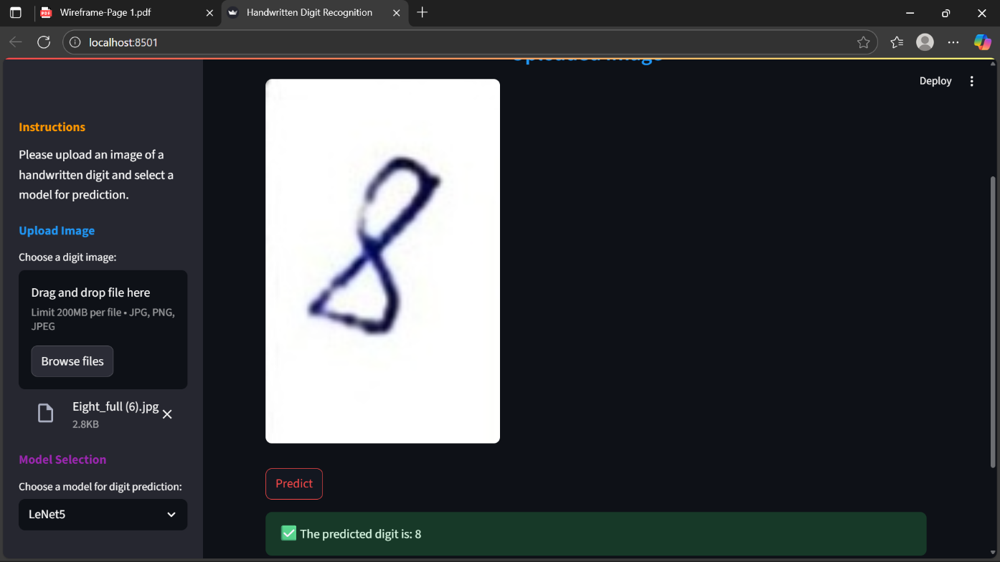 Wireframe-Page 1.pdf
Handwritten Digit Recognition
localhost:8501
Deploy
Instructions
Please upload an image of a
handwritten digit and select a
model for prediction.
Upload Image
Choose a digit image:
Drag and drop file here
Limit 200MB per file • JPG, PNG,
JPEG
Browse files
Eight_full (6).jpg
2.8KB
Model Selection
Choose a model for digit prediction:
LeNet5
Uploaded Image
8
Predict
✅ The predicted digit is: 8